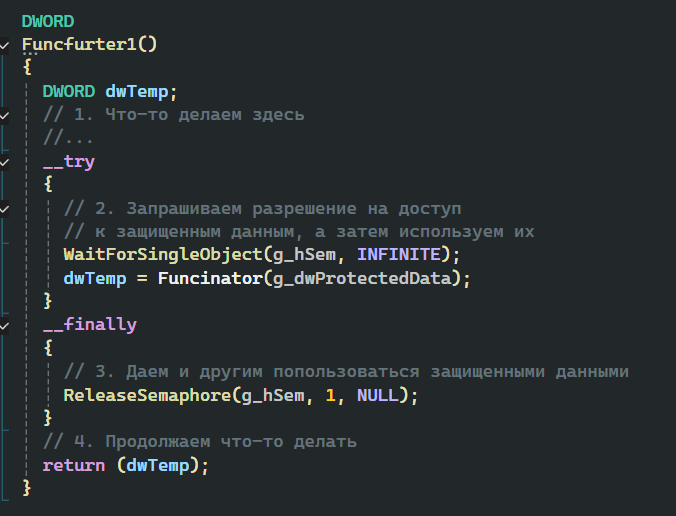 DWORD
Funcfurter1()
{
DWORD dwTemp;
// 1. Что-то делаем здесь
//...
__try
{
// 2. Запрашиваем разрешение на доступ
// к защищенным данным, а затем используем их
WaitForSingleObject(g_hSem, INFINITE);
dwTemp = Funcinator(g_dwProtectedData);
}
__finally
{
// 3. Даем и другим попользоваться защищенными данными
ReleaseSemaphore(g_hSem, 1, NULL);
}
// 4. Продолжаем что-то делать
return (dwTemp);
}